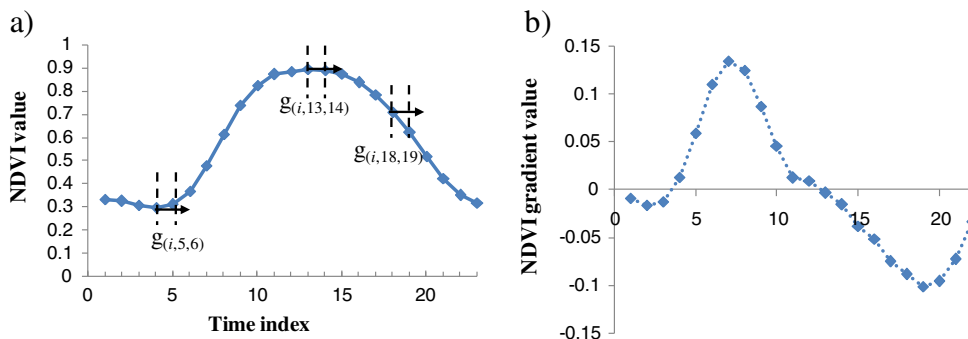 a)
NDVI value
1
0.9
0.8
0.7
0.6
0.5
0.4
0.3
0.2
0.1
0
0 5 10 15 20
Time index
g(i,5,6)
g(i,13,14)
g(i,18,19)
b)
NDVI gradient value
0.15
0.1
0.05
0
-0.05
-0.1
-0.15
0 5 10 15 20